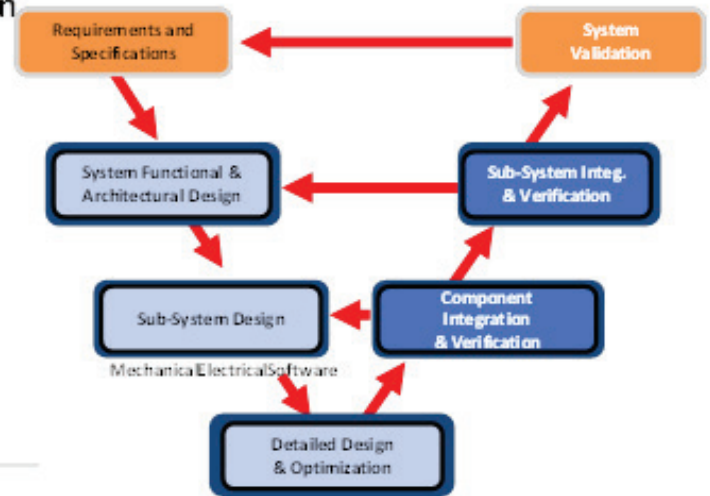 n
Requirements and
Specifications
System
Validation
System Functional &
Architectural Design
Sub-System Integ.
& Verification
Sub-System Design
Component
Integration
& Verification
MechanicalElectricalSoftware
Detailed Design
& Optimization